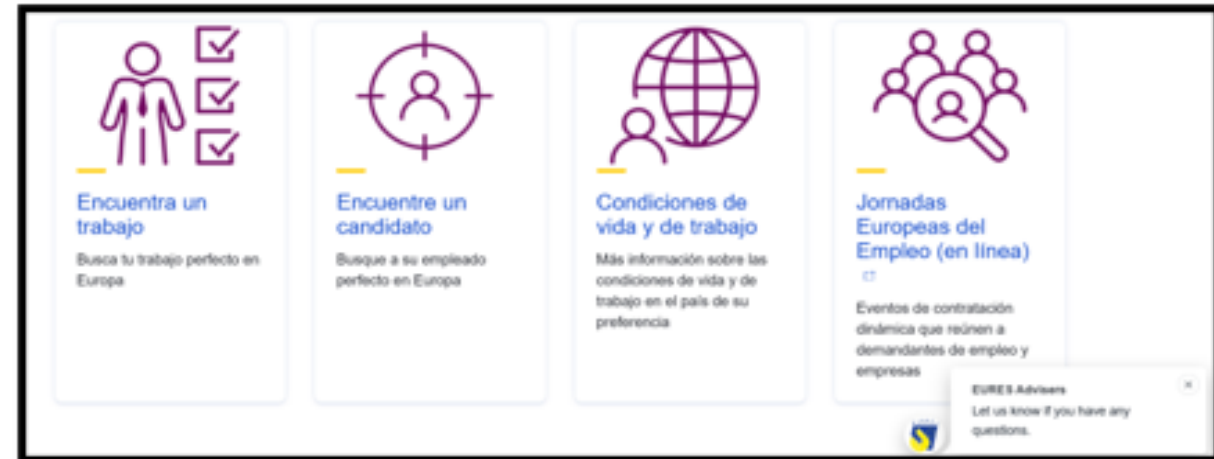 Encuentra un
trabajo
Busca tu trabajo perfecto en
Europa
Encuentre un
candidato
Busque a su empleado
perfecto en Europa
Condiciones de
vida y de trabajo
Más información sobre las
condiciones de vida y de
trabajo en el país de su
preferencia
Jornadas
Europeas del
Empleo (en línea)
Eventos de contratación
dinámica que reúnen a
demandantes de empleo y
empresas
EURES Advisers
Let us know if you have any
questions.